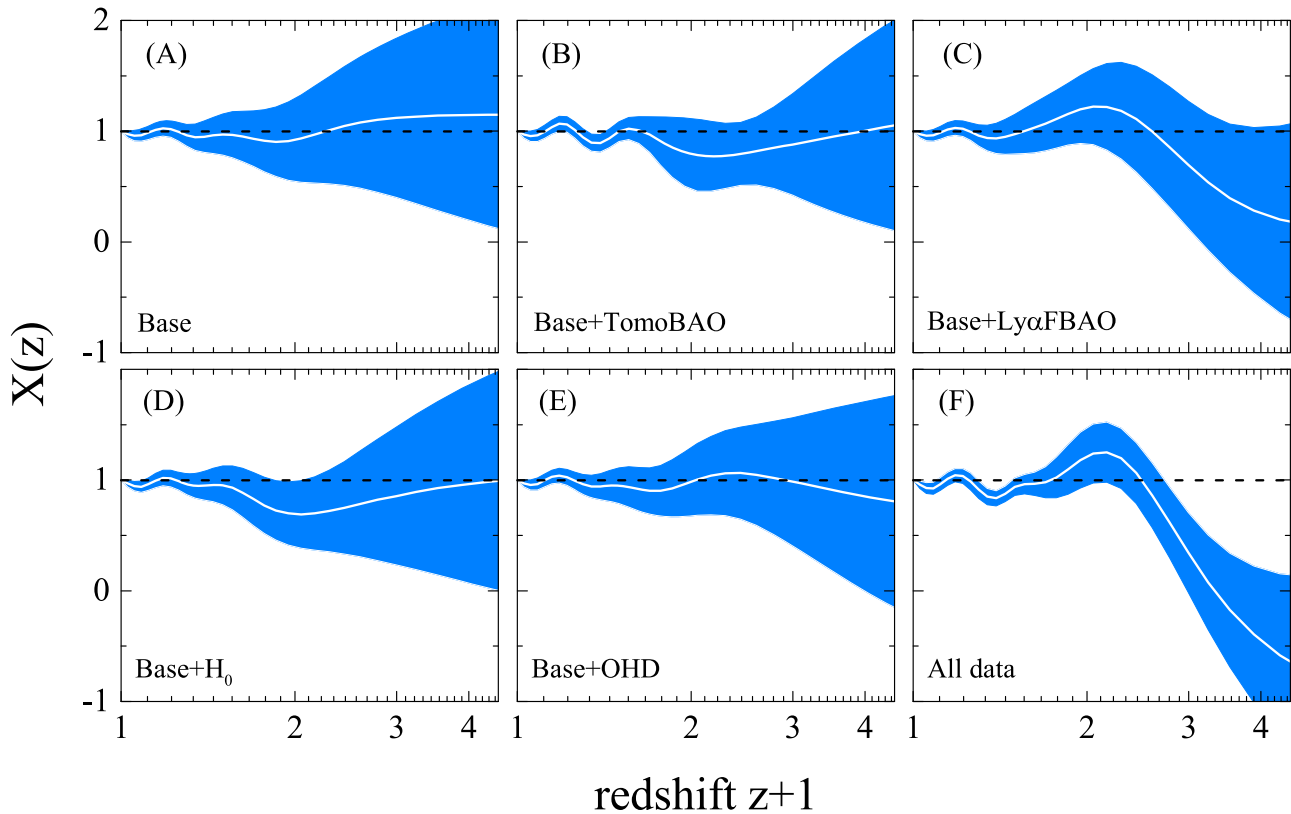 2
(A)
(B)
(C)
1
0
Base
Base+TomoBAO
Base+LyαFBAO
-1
X(z)
(D)
(E)
(F)
1
0
Base+H₀
Base+OHD
All data
-1
1 2 3 4 1 2 3 4 1 2 3 4
redshift z+1